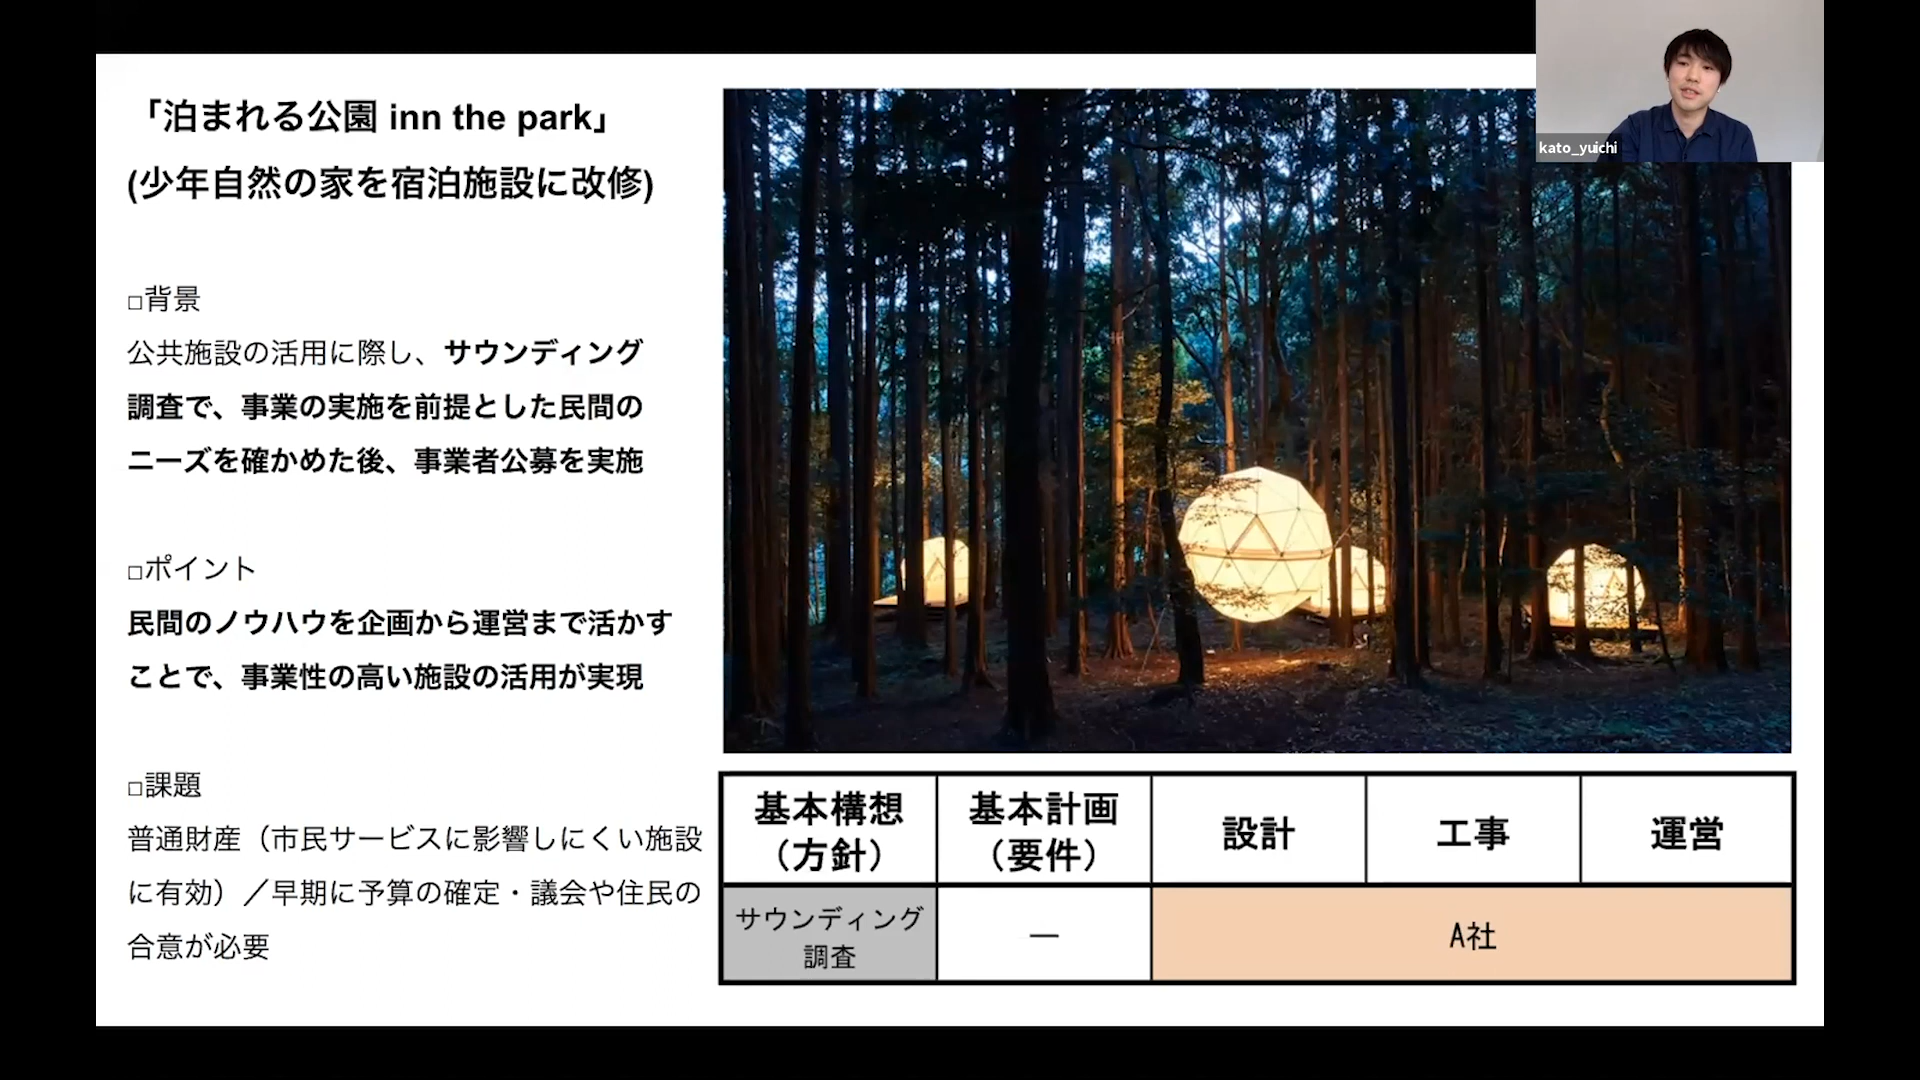 「泊まれる公園 inn the park」
(少年自然の家を宿泊施設に改修)
□背景
公共施設の活用に際し、サウンディング
調査で、事業の実施を前提とした民間の
ニーズを確かめた後、事業者公募を実施
□ポイント
民間のノウハウを企画から運営まで活かす
ことで、事業性の高い施設の活用が実現
□課題
普通財産（市民サービスに影響しにくい施設
に有効）／早期に予算の確定・議会や住民の
合意が必要
kato_yuichi
基本構想
（方針）
基本計画
（要件）
設計
工事
運営
サウンディング
調査
―
A社